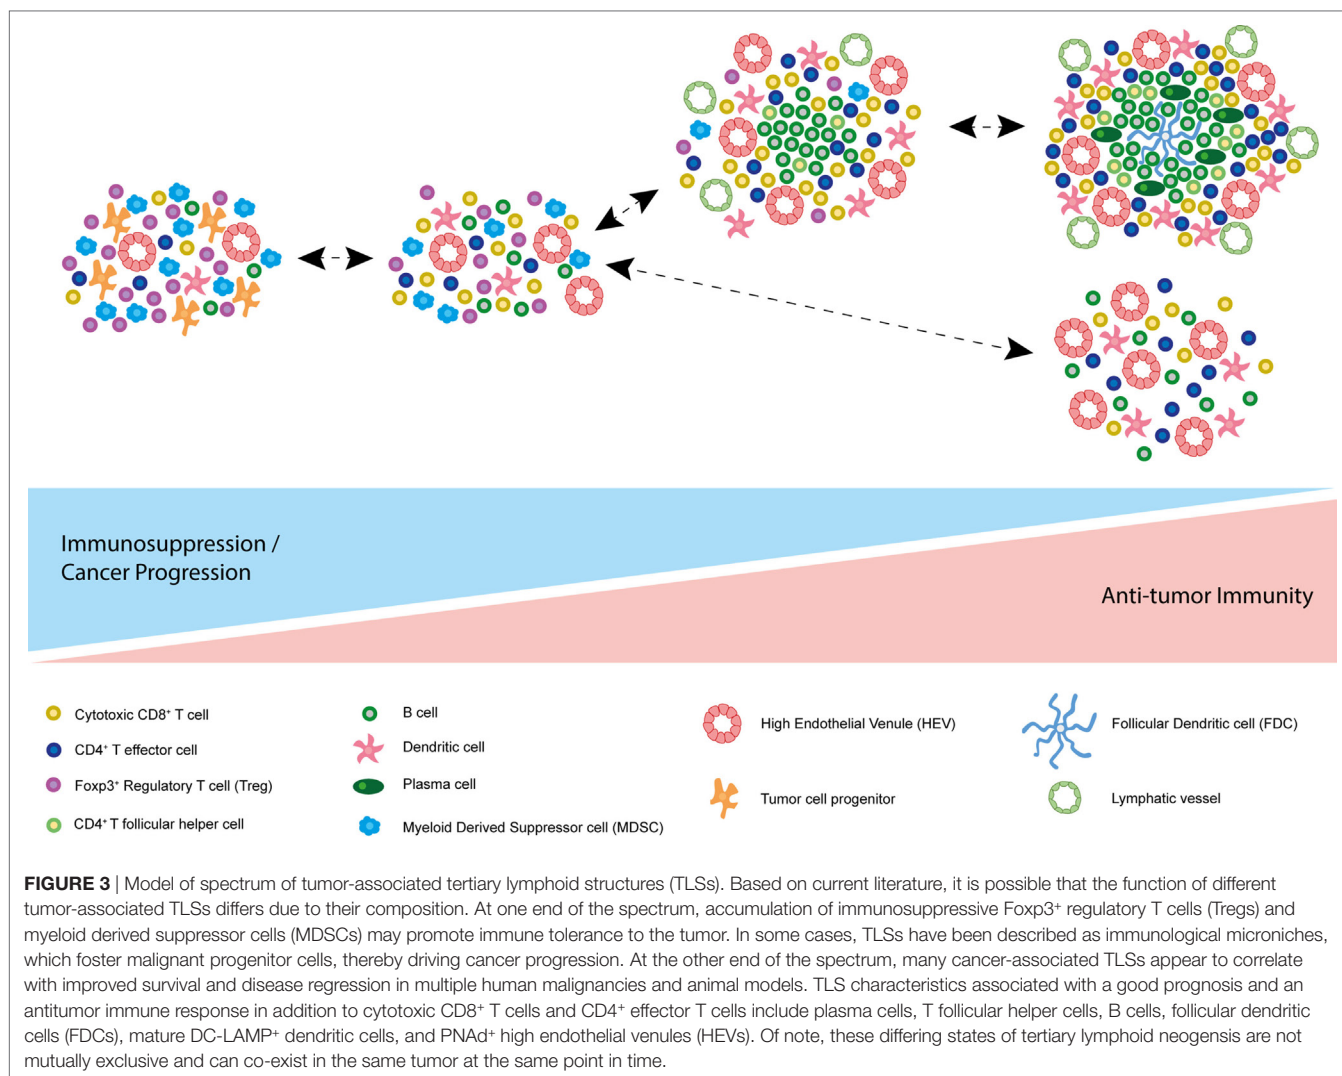 Immunosuppression /
Cancer Progression
Anti-tumor Immunity
Cytotoxic CD8⁺ T cell
CD4⁺ T effector cell
Foxp3⁺ Regulatory T cell (Treg)
CD4⁺ T follicular helper cell
B cell
Dendritic cell
Plasma cell
Myeloid Derived Suppressor cell (MDSC)
High Endothelial Venule (HEV)
Tumor cell progenitor
Follicular Dendritic cell (FDC)
Lymphatic vessel
FIGURE 3 | Model of spectrum of tumor-associated tertiary lymphoid structures (TLSs). Based on current literature, it is possible that the function of different
tumor-associated TLSs differs due to their composition. At one end of the spectrum, accumulation of immunosuppressive Foxp3⁺ regulatory T cells (Tregs) and
myeloid derived suppressor cells (MDSCs) may promote immune tolerance to the tumor. In some cases, TLSs have been described as immunological microniches,
which foster malignant progenitor cells, thereby driving cancer progression. At the other end of the spectrum, many cancer-associated TLSs appear to correlate
with improved survival and disease regression in multiple human malignancies and animal models. TLS characteristics associated with a good prognosis and an
antitumor immune response in addition to cytotoxic CD8⁺ T cells and CD4⁺ effector T cells include plasma cells, T follicular helper cells, B cells, follicular dendritic
cells (FDCs), mature DC-LAMP⁺ dendritic cells, and PNAd⁺ high endothelial venules (HEVs). Of note, these differing states of tertiary lymphoid neogensis are not
mutually exclusive and can co-exist in the same tumor at the same point in time.